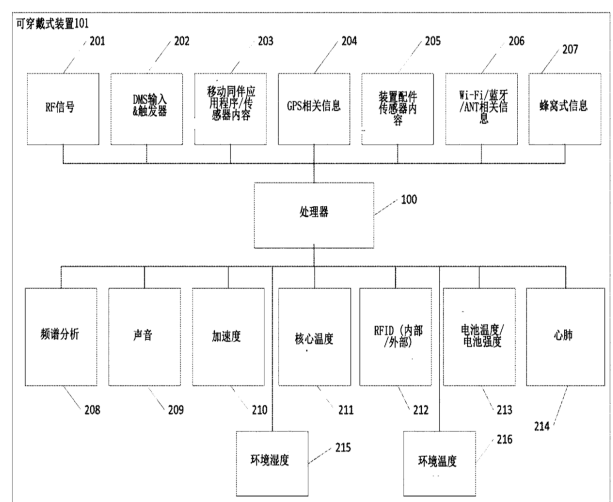 可穿戴式装置101
201
202
203
204
205
206
207
RF信号
DMS输入
&触发器
移动同伴应
用程序/传
感器内容
GPS相关信息
装置配件
传感器内
容
Wi-Fi/蓝牙
/ANT相关信
息
蜂窝式信息
处理器
100
频谱分析
声音
加速度
核心温度
RFID (内部
/外部)
电池温度/
电池强度
心肺
208
209
210
211
212
213
214
环境湿度
215
环境温度
216